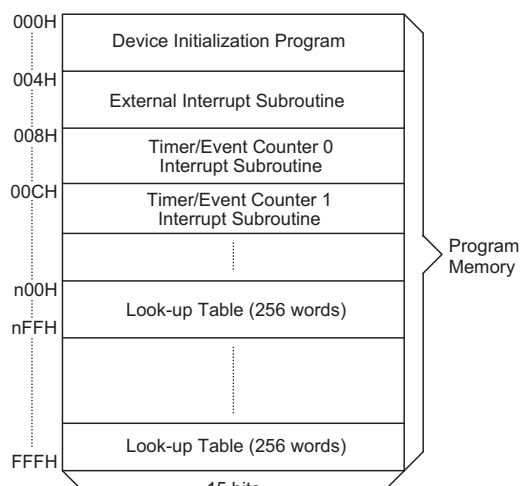 000H
Device Initialization Program
004H
External Interrupt Subroutine
008H
Timer/Event Counter 0
Interrupt Subroutine
00CH
Timer/Event Counter 1
Interrupt Subroutine
Program
Memory
n00H
Look-up Table (256 words)
nFFH
Look-up Table (256 words)
FFFH
15 bits